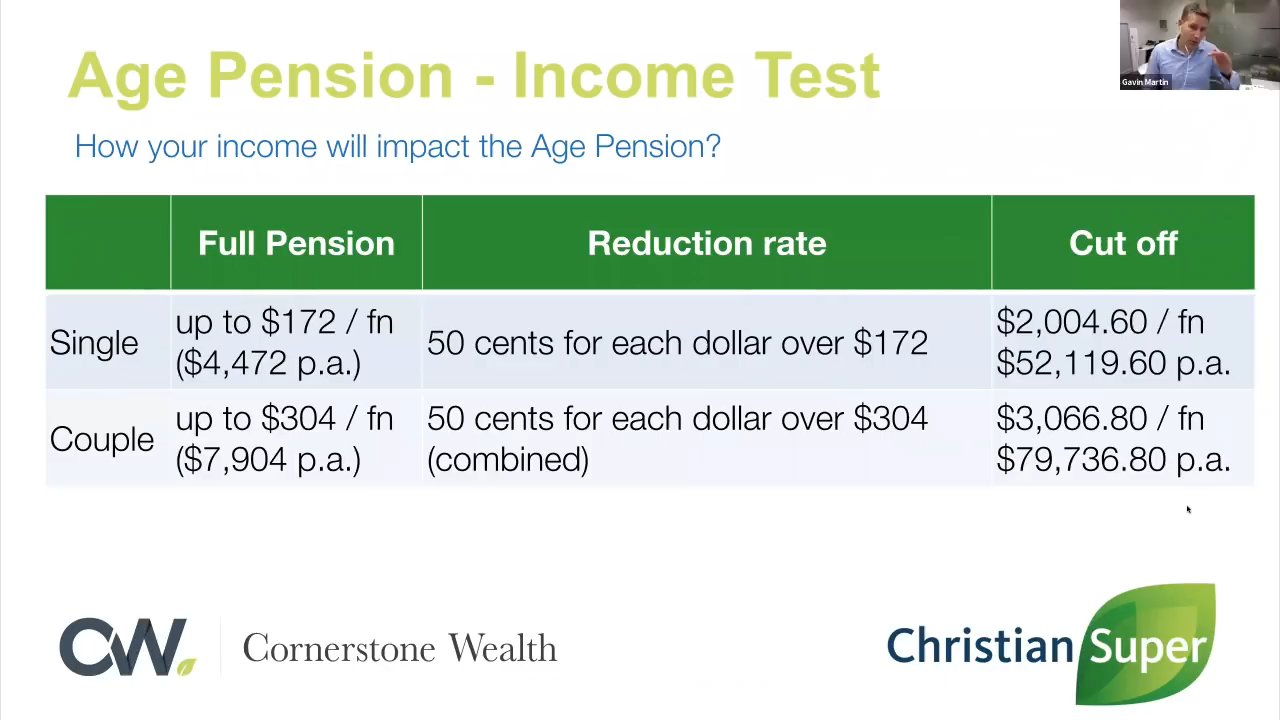 Age Pension - Income Test
Gavin Martin
How your income will impact the Age Pension?
Full Pension
Reduction rate
Cut off
Single
up to $172 / fn
($4,472 p.a.)
50 cents for each dollar over $172
$2,004.60 / fn
$52,119.60 p.a.
Couple
up to $304 / fn
($7,904 p.a.)
50 cents for each dollar over $304
(combined)
$3,066.80 / fn
$79,736.80 p.a.
CW.
Cornerstone Wealth
Christian Super